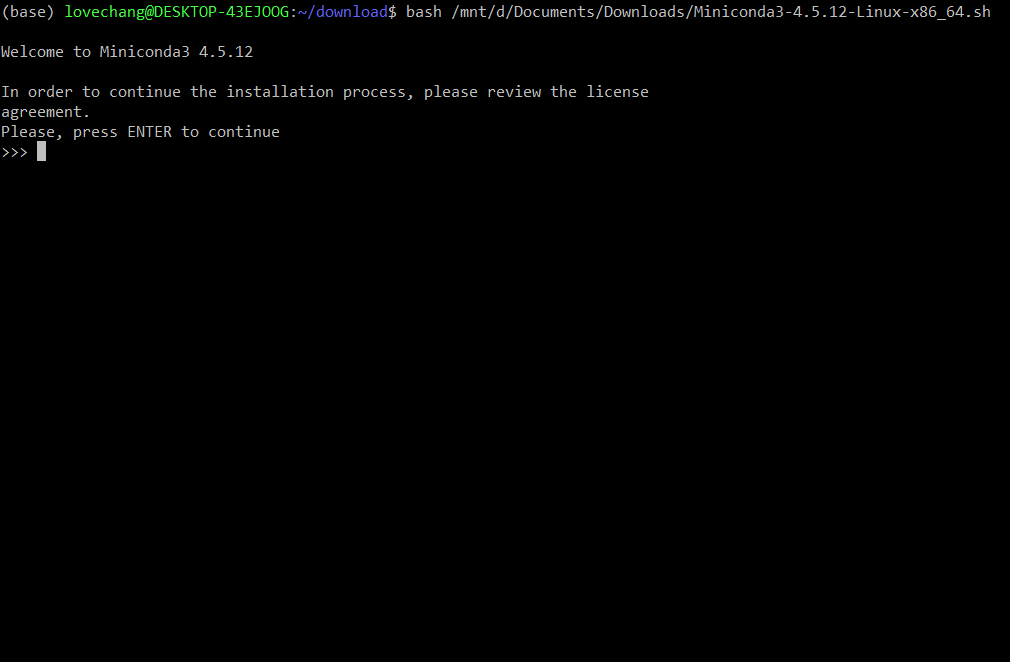 (base) lovechang@DESKTOP-43EJOOG:~/download$ bash /mnt/d/Documents/Downloads/Miniconda3-4.5.12-Linux-x86_64.sh
Welcome to Miniconda3 4.5.12
In order to continue the installation process, please review the license
agreement.
Please, press ENTER to continue
>>>